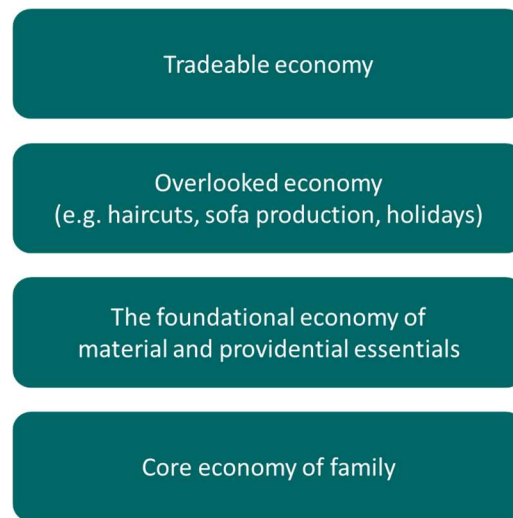 Tradeable economy
Overlooked economy
(e.g. haircuts, sofa production, holidays)
The foundational economy of
material and providential essentials
Core economy of family